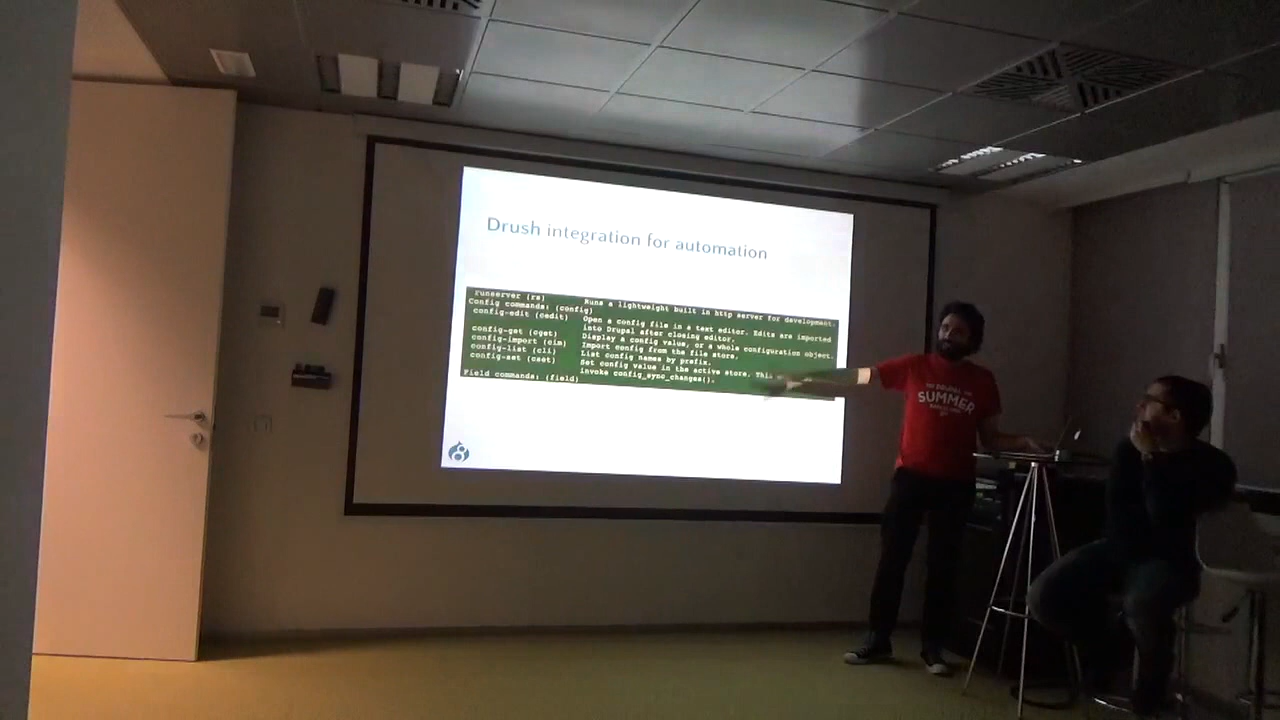 Drush integration for automation
runserver (rs) Runs a lightweight built in http server for development.
Config commands: (config)
config-edit (cedit) Open a config file in a text editor. Edits are imported
into Drupal after closing editor.
config-get (cget) Display a config value, or a whole configuration object.
config-import (cim) Import config from the file store.
config-list (cli) List config names by prefix.
config-set (cset) Set config value in the active store. This
invoke config_sync_changes().
Field commands: (field)
SUMMER